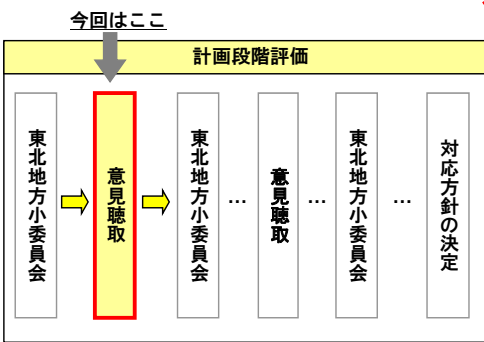 今回はここ
計画段階評価
東北地方小委員会
意見聴取
東北地方小委員会
…
意見聴取
…
東北地方小委員会
…
対応方針の決定